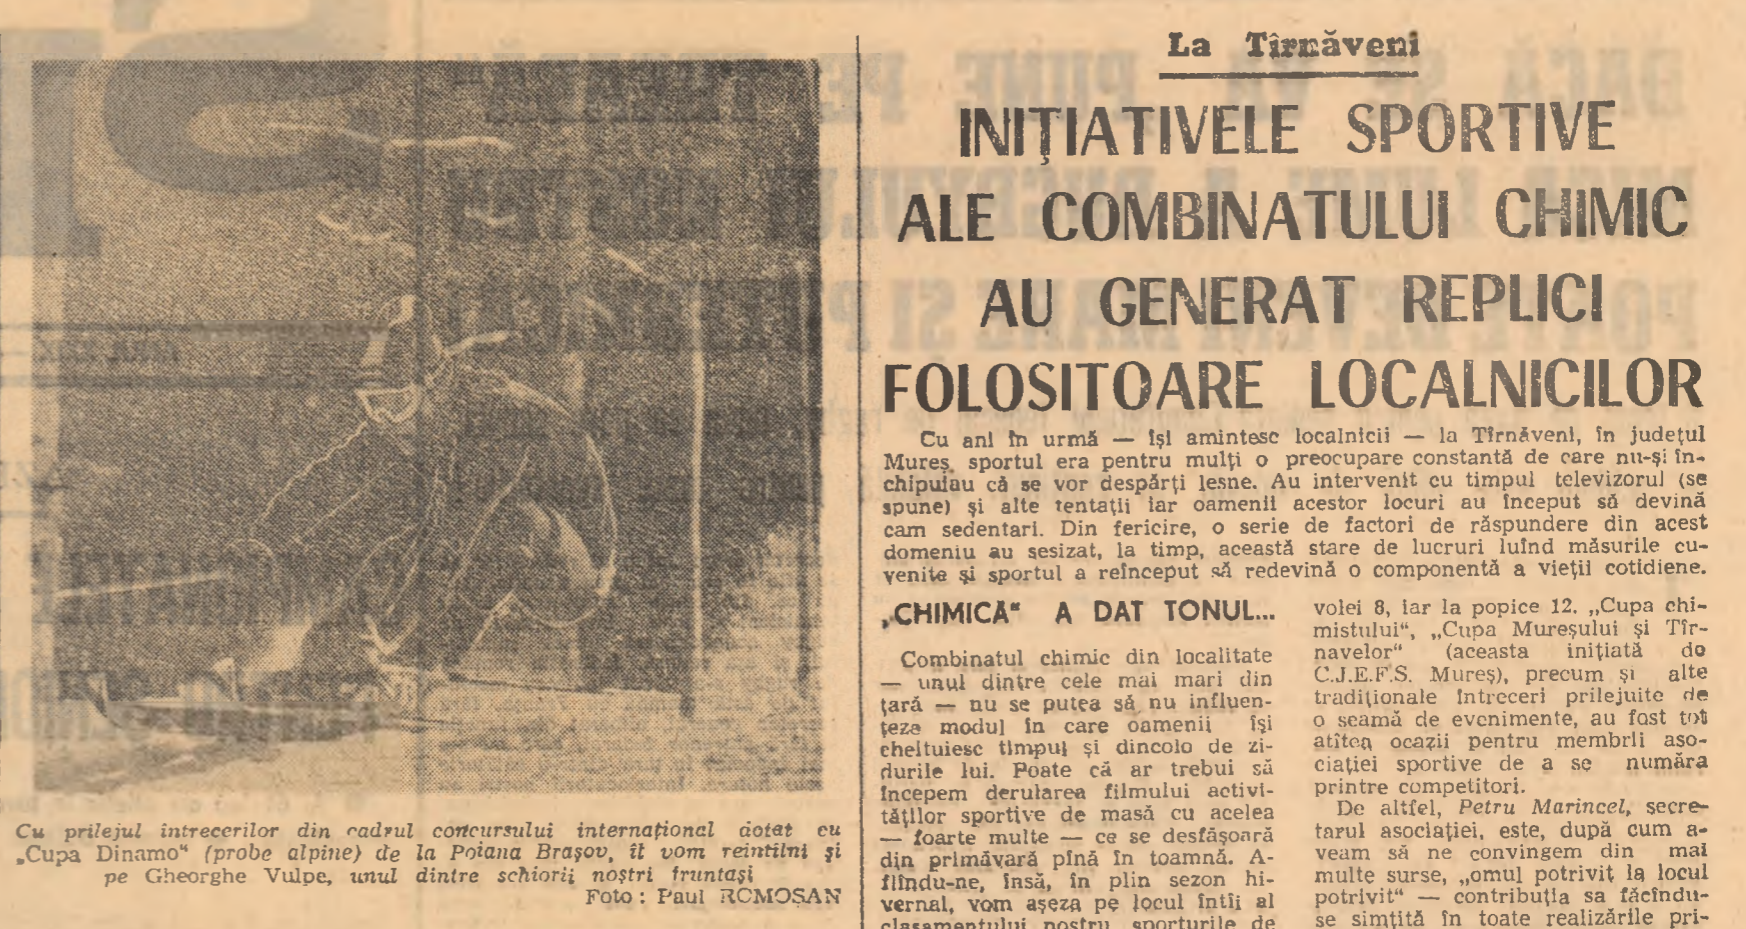 Cu prilejul întrecerilor din cadrul concursului internațional dotat cu
„Cupa Dinamo“ (probe alpine) de la Poiana Brașov, îl vom reîntîlni și
pe Gheorghe Vulpe, unul dintre schiorii noștri fruntași
Foto : Paul ROMOȘAN
La Tîrnăveni
INIȚIATIVELE SPORTIVE
ALE COMBINATULUI CHIMIC
AU GENERAT REPLICI
FOLOSITOARE LOCALNICILOR
Cu ani în urmă — își amintesc localnicii — la Tîrnăveni, în județul
Mureș, sportul era pentru mulți o preocupare constantă de care nu-și în-
chipuiau că se vor despărți lesne. Au intervenit cu timpul televizorul (se
spune) și alte tentații iar oamenii acestor locuri au început să devină
cam sedentari. Din fericire, o serie de factori de răspundere din acest
domeniu au sesizat, la timp, această stare de lucruri luînd măsurile cu-
venite și sportul a reînceput să redevină o componentă a vieții cotidiene.
„CHIMICA“ A DAT TONUL...
Combinatul chimic din localitate
— unul dintre cele mai mari din
țară — nu se putea să nu influen-
țeze modul în care oamenii își
cheltuiesc timpul și dincolo de zi-
durile lui. Poate că ar trebui să
începem derularea filmului activi-
tăților sportive de masă cu acelea
— foarte multe — ce se desfășoară
din primăvară pînă în toamnă. A-
flîndu-ne, însă, în plin sezon hi-
vernal, vom așeza pe locul întîi al
clasamentului nostru sporturile de
volei 8, iar la popice 12. „Cupa chi-
mistului“, „Cupa Mureșului și Tîr-
navelor“ (aceasta inițiată de
C.J.E.F.S. Mureș), precum și alte
tradiționale întreceri prilejuite de
o seamă de evenimente, au fost tot
atîtea ocazii pentru membrii aso-
ciației sportive de a se număra
printre competitori.
De altfel, Petru Marincel, secre-
tarul asociației, este, după cum a-
veam să ne convingem din mai
multe surse, „omul potrivit la locul
potrivit“ — contribuția sa făcîndu-
se simțită în toate realizările pri-